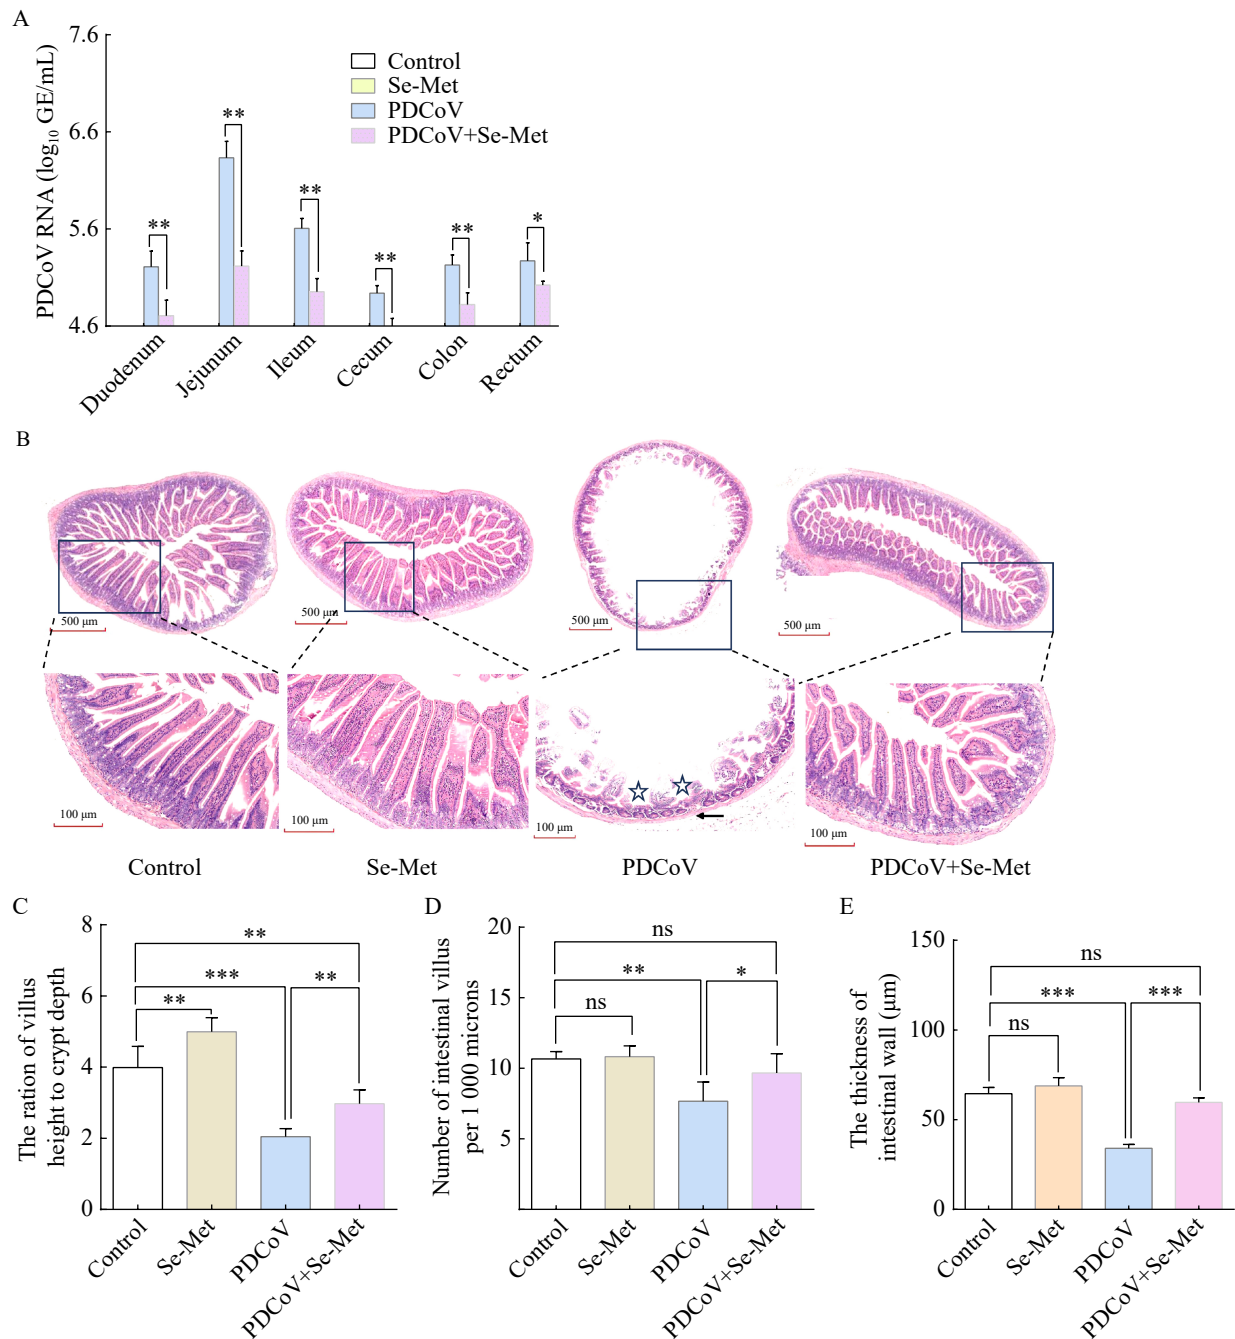 A
7.6
6.6
5.6
4.6
PDCoV RNA (log₁₀ GE/mL)
Control
Se-Met
PDCoV
PDCoV+Se-Met
**
**
**
**
**
*
Duodenum
Jejunum
Ileum
Cecum
Colon
Rectum
B
500 μm
500 μm
500 μm
500 μm
100 μm
100 μm
100 μm
100 μm
Control
Se-Met
PDCoV
PDCoV+Se-Met
C
The ration of villus
height to crypt depth
8
6
4
2
0
**
***
**
**
Control
Se-Met
PDCoV
PDCoV+Se-Met
D
Number of intestinal villus
per 1 000 microns
20
15
10
5
ns
**
*
ns
Control
Se-Met
PDCoV
PDCoV+Se-Met
E
The thickness of
intestinal wall (μm)
150
100
50
0
ns
***
***
ns
Control
Se-Met
PDCoV
PDCoV+Se-Met